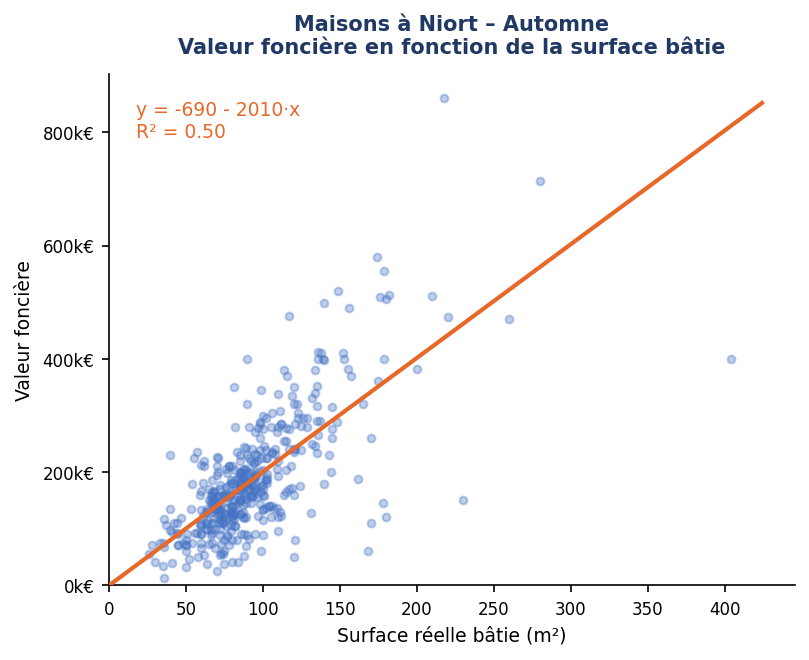 Maisons à Niort – Automne
Valeur foncière en fonction de la surface bâtie
y = -690 - 2010·x
R² = 0.50
800k€
600k€
400k€
200k€
0k€
Valeur foncière
0 50 100 150 200 250 300 350 400
Surface réelle bâtie (m²)